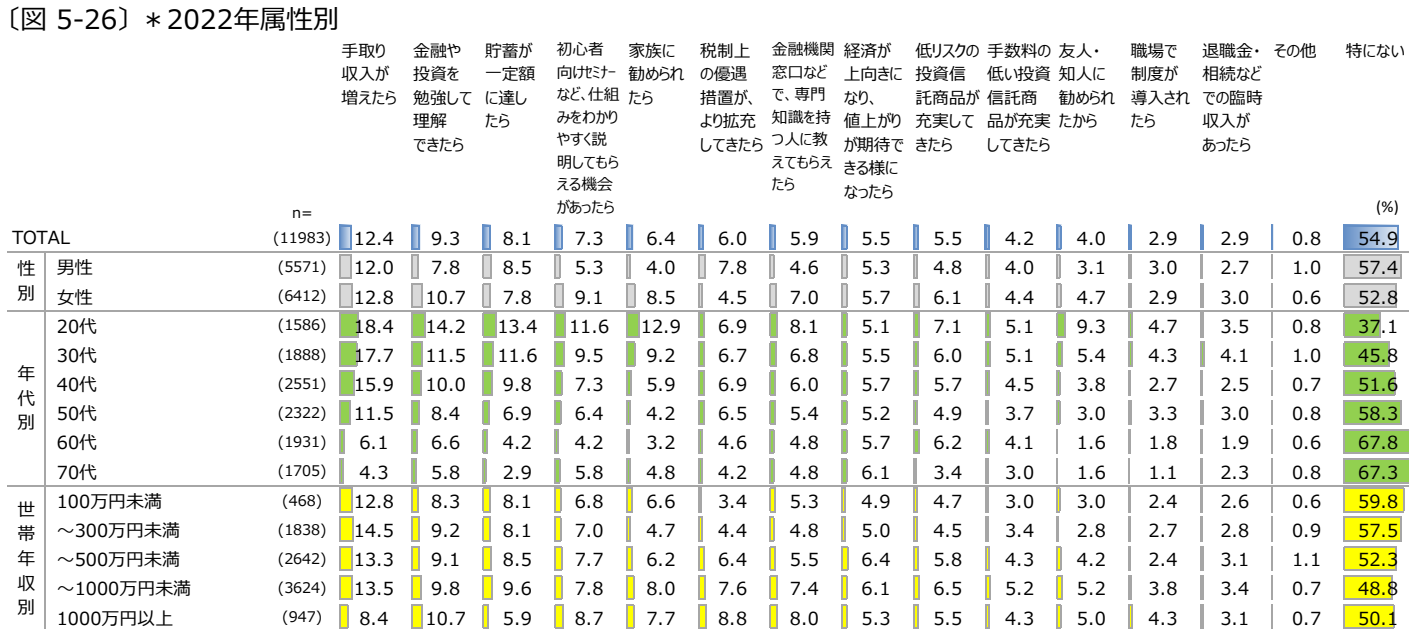 〔図 5-26〕＊2022年属性別
手取り
収入が
増えたら
金融や
投資を
勉強して
理解
できたら
貯蓄が
一定額
に達し
たら
初心者
向けセミナー
など、仕組
みをわかり
やすく説
明してもら
える機会
があったら
家族に
勧められ
たら
税制上
の優遇
措置が、
より拡充
してきたら
金融機関
窓口など
で、専門
知識を持
つ人に教
えてもらえ
たら
経済が
上向きに
なり、
値上がり
が期待で
きる様に
なったら
低リスクの
投資信
託商品が
充実して
きたら
手数料の
低い投資
信託商
品が充実
してきたら
友人・
知人に
勧められ
たから
職場で
制度が
導入され
たら
退職金・
相続など
での臨時
収入が
あったら
その他
特にない
n=
(%)
TOTAL (11983) 12.4 9.3 8.1 7.3 6.4 6.0 5.9 5.5 5.5 4.2 4.0 2.9 2.9 0.8 54.9
性別
男性 (5571) 12.0 7.8 8.5 5.3 4.0 7.8 4.6 5.3 4.8 4.0 3.1 3.0 2.7 1.0 57.4
女性 (6412) 12.8 10.7 7.8 9.1 8.5 4.5 7.0 5.7 6.1 4.4 4.7 2.9 3.0 0.6 52.8
年代別
20代 (1586) 18.4 14.2 13.4 11.6 12.9 6.9 8.1 5.1 7.1 5.1 9.3 4.7 3.5 0.8 37.1
30代 (1888) 17.7 11.5 11.6 9.5 9.2 6.7 6.8 5.5 6.0 5.1 5.4 4.3 4.1 1.0 45.8
40代 (2551) 15.9 10.0 9.8 7.3 5.9 6.9 6.0 5.7 5.7 4.5 3.8 2.7 2.5 0.7 51.6
50代 (2322) 11.5 8.4 6.9 6.4 4.2 6.5 5.4 5.2 4.9 3.7 3.0 3.3 3.0 0.8 58.3
60代 (1931) 6.1 6.6 4.2 4.2 3.2 4.6 4.8 5.7 6.2 4.1 1.6 1.8 1.9 0.6 67.8
70代 (1705) 4.3 5.8 2.9 5.8 4.8 4.2 4.8 6.1 3.4 3.0 1.6 1.1 2.3 0.8 67.3
世帯年収別
100万円未満 (468) 12.8 8.3 8.1 6.8 6.6 3.4 5.3 4.9 4.7 3.0 3.0 2.4 2.6 0.6 59.8
～300万円未満 (1838) 14.5 9.2 8.1 7.0 4.7 4.4 4.8 5.0 4.5 3.4 2.8 2.7 2.8 0.9 57.5
～500万円未満 (2642) 13.3 9.1 8.5 7.7 6.2 6.4 5.5 6.4 5.8 4.3 4.2 2.4 3.1 1.1 52.3
～1000万円未満 (3624) 13.5 9.8 9.6 7.8 8.0 7.6 7.4 6.1 6.5 5.2 5.2 3.8 3.4 0.7 48.8
1000万円以上 (947) 8.4 10.7 5.9 8.7 7.7 8.8 8.0 5.3 5.5 4.3 5.0 4.3 3.1 0.7 50.1